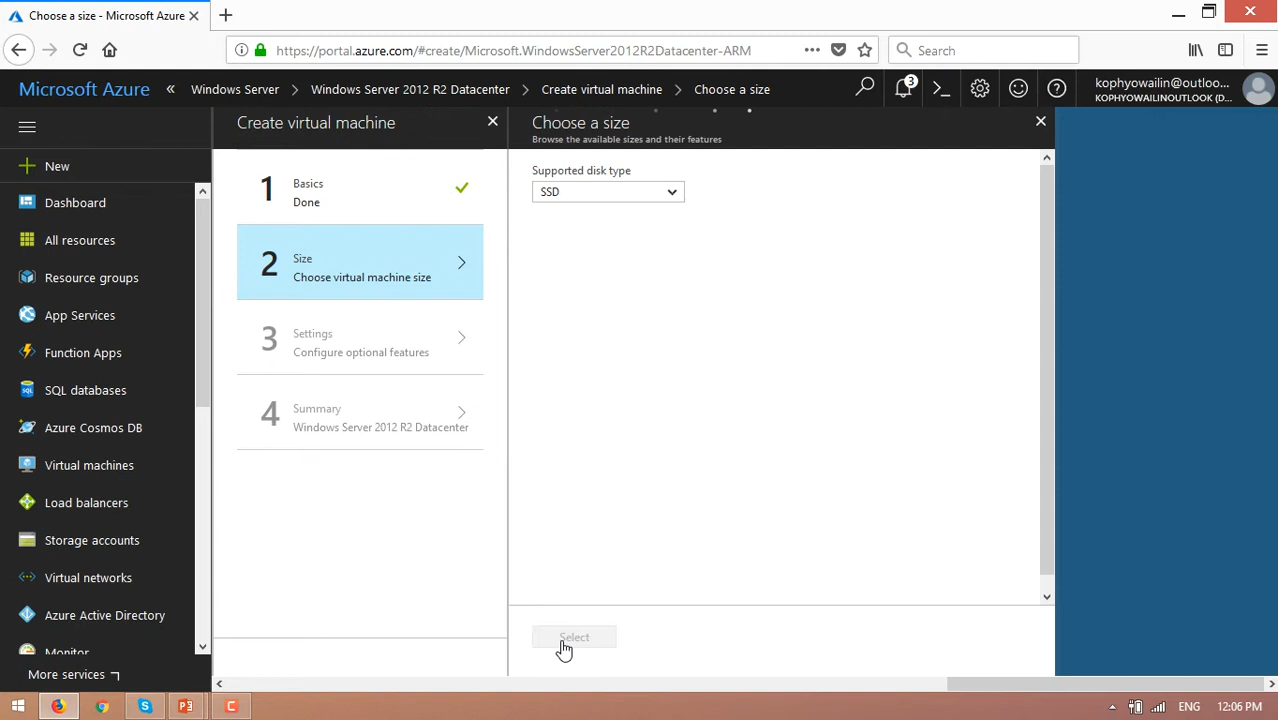 Choose a size - Microsoft Azure
https://portal.azure.com/#create/Microsoft.WindowsServer2012R2Datacenter-ARM
Search
Microsoft Azure
Windows Server
Windows Server 2012 R2 Datacenter
Create virtual machine
Choose a size
3
kophyowailin@outloo...
KOPHYOWAILINOUTLOOK (D...
New
Dashboard
All resources
Resource groups
App Services
Function Apps
SQL databases
Azure Cosmos DB
Virtual machines
Load balancers
Storage accounts
Virtual networks
Azure Active Directory
Monitor
More services
Create virtual machine
1
Basics
Done
2
Size
Choose virtual machine size
3
Settings
Configure optional features
4
Summary
Windows Server 2012 R2 Datacenter
Choose a size
Browse the available sizes and their features
Supported disk type
SSD
Select
ENG
12:06 PM